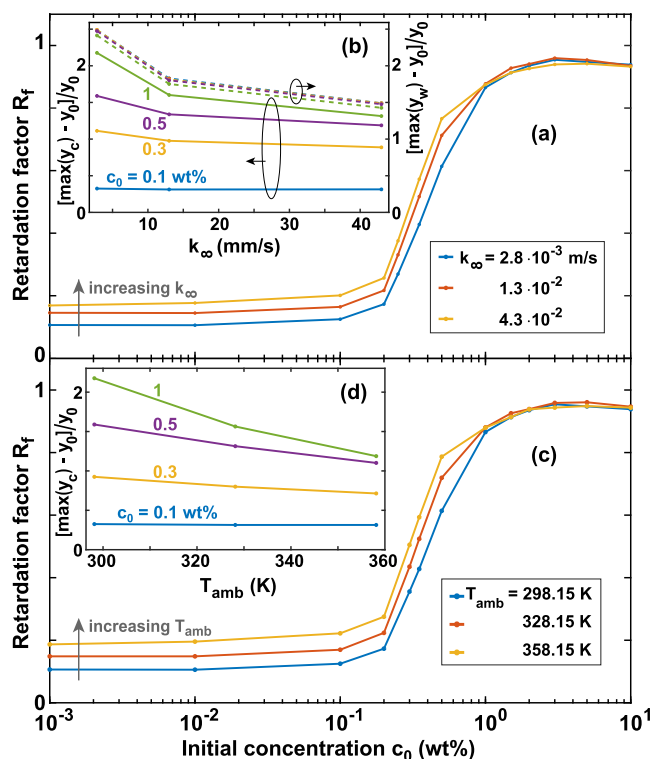 1
Retardation factor R_f
0
(a)
increasing k_∞
k_∞ = 2.8 ·10⁻³ m/s
1.3 ·10⁻²
4.3 ·10⁻²
(b)
[max(y_c) - y_0]/y_0
[max(y_w) - y_0]/y_0
2
1
0
2
1
0
1
0.5
0.3
c_0 = 0.1 wt%
0 10 20 30 40
k_∞ (mm/s)
1
Retardation factor R_f
0
(c)
increasing T_amb
T_amb = 298.15 K
328.15 K
358.15 K
(d)
[max(y_c) - y_0]/y_0
2
1
0
1
0.5
0.3
c_0 = 0.1 wt%
300 320 340 360
T_amb (K)
10⁻³ 10⁻² 10⁻¹ 10⁰ 10¹
Initial concentration c_0 (wt%)